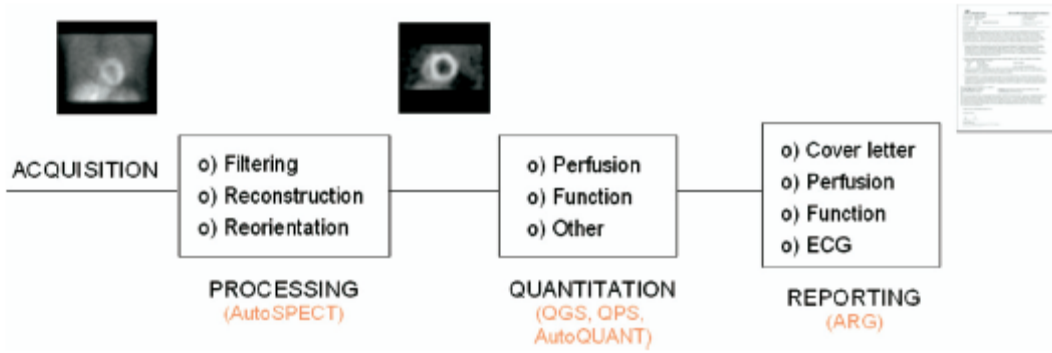 ACQUISITION
o) Filtering
o) Reconstruction
o) Reorientation
PROCESSING
(AutoSPECT)
o) Perfusion
o) Function
o) Other
QUANTITATION
(QGS, QPS,
AutoQUANT)
o) Cover letter
o) Perfusion
o) Function
o) ECG
REPORTING
(ARG)